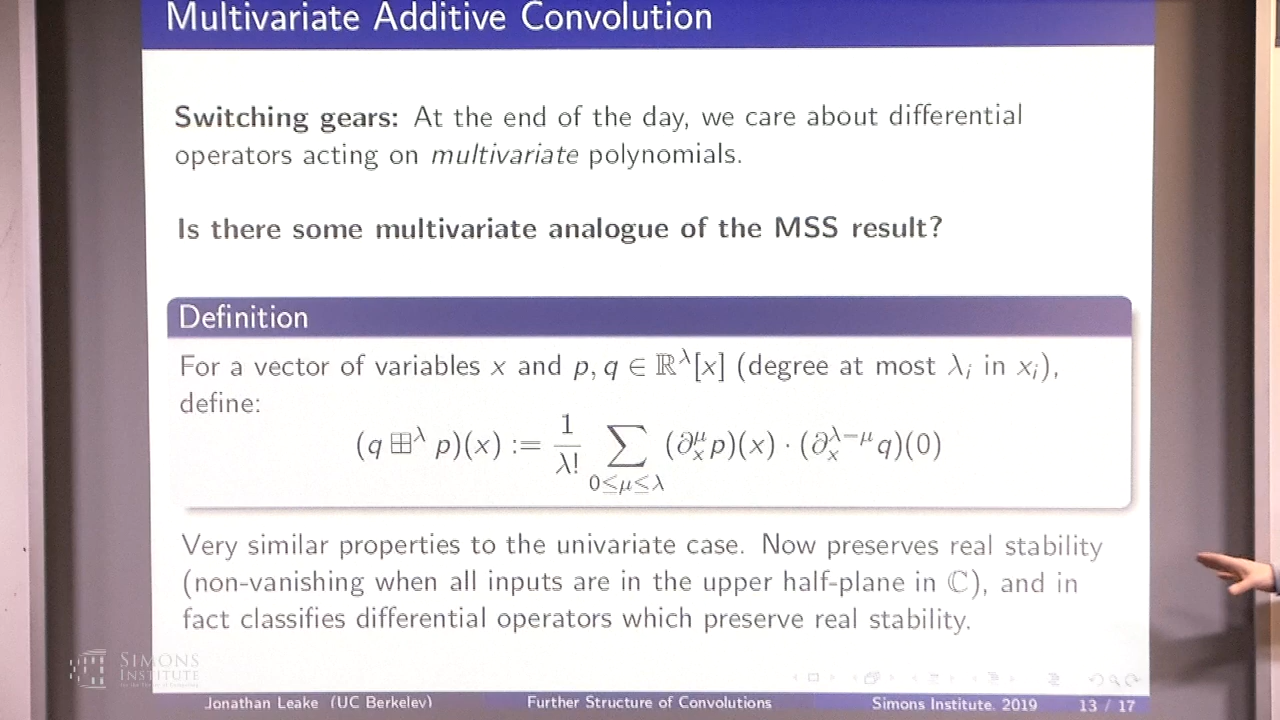 Multivariate Additive Convolution
Switching gears: At the end of the day, we care about differential
operators acting on multivariate polynomials.
Is there some multivariate analogue of the MSS result?
Definition
For a vector of variables x and p, q ∈ ℝ^λ[x] (degree at most λ_i in x_i),
define:
(q ⊞^λ p)(x) := 1/λ! ∑_{0≤μ≤λ} (∂_x^μ p)(x) · (∂_x^{λ−μ} q)(0)
Very similar properties to the univariate case. Now preserves real stability
(non-vanishing when all inputs are in the upper half-plane in ℂ), and in
fact classifies differential operators which preserve real stability.
SIMONS
INSTITUTE
Jonathan Leake (UC Berkeley) Further Structure of Convolutions Simons Institute. 2019 13 / 17